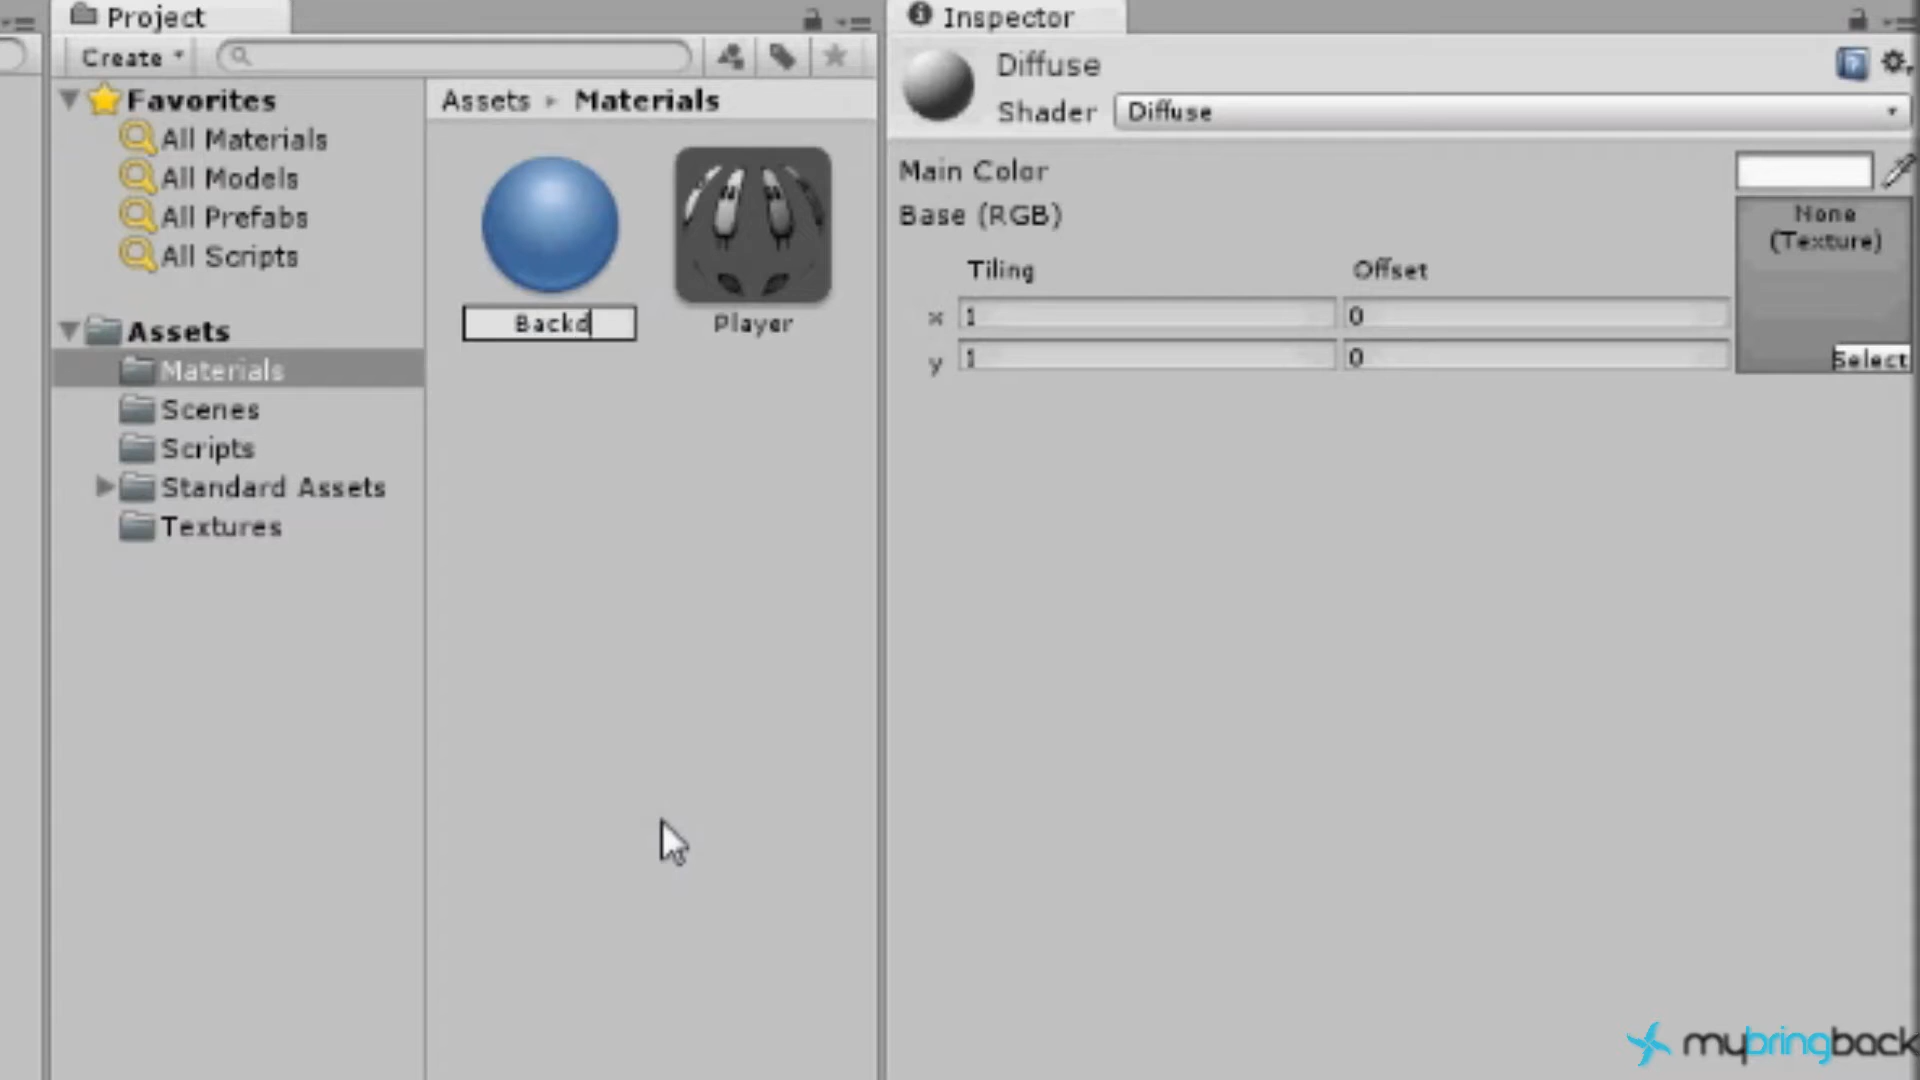 Project
Create
Favorites
All Materials
All Models
All Prefabs
All Scripts
Assets
Materials
Scenes
Scripts
Standard Assets
Textures
Assets Materials
Backd
Player
Inspector
Diffuse
Shader Diffuse
Main Color
Base (RGB)
None
(Texture)
Tiling Offset
x 1 0
y 1 0
Select
mybringback